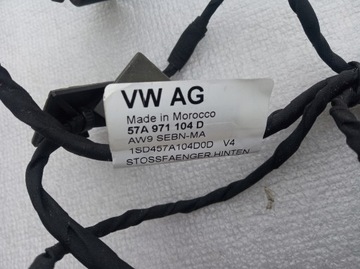 VW AG
Made in Morocco
57A 971 104 D
AW9 SEBN-MA
1SD457A104D0D V4
STOSSFAENGER HINTEN